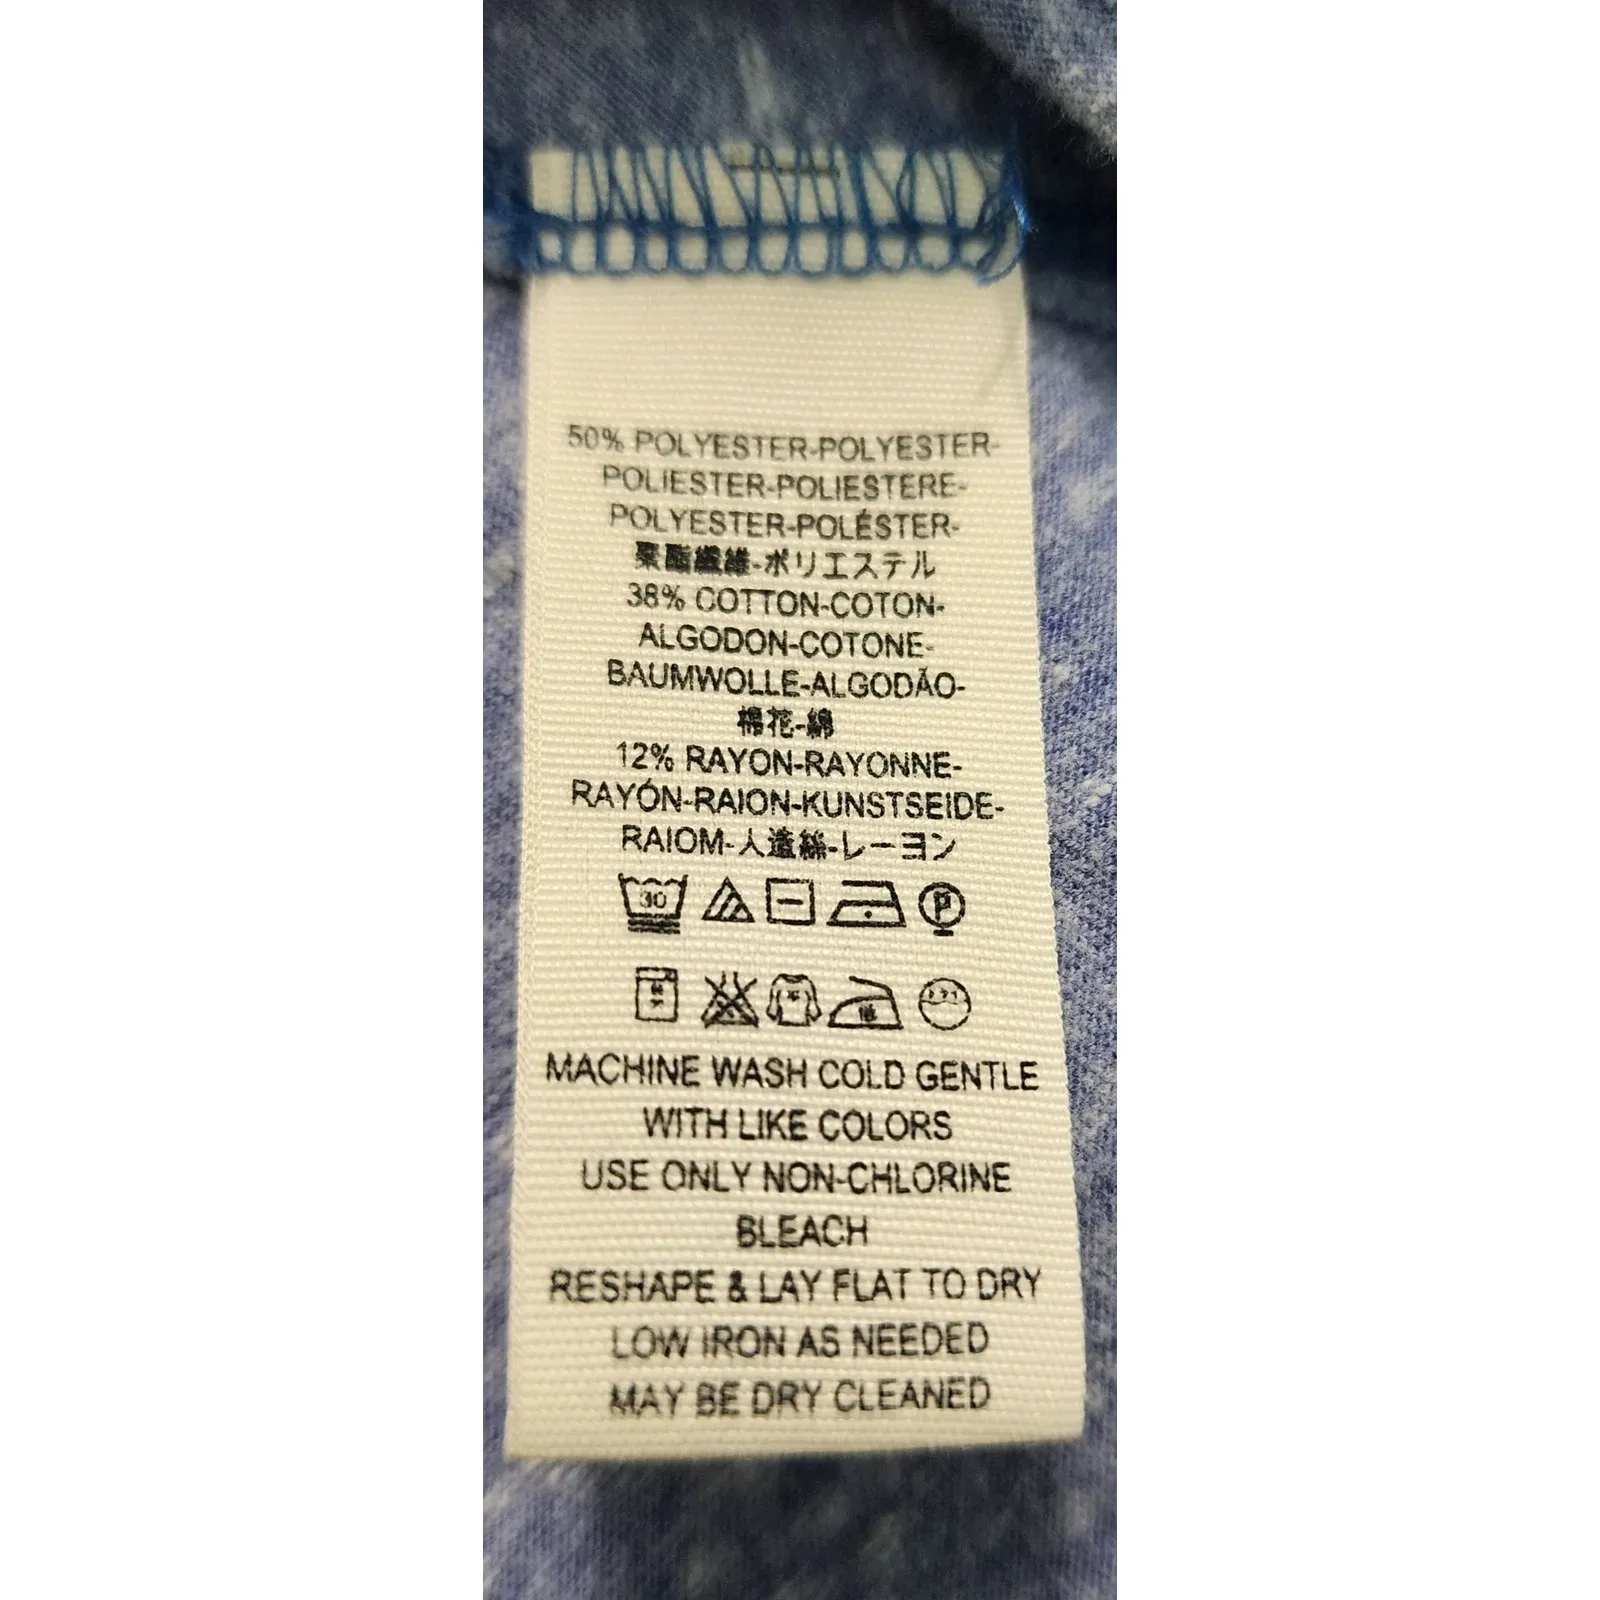 50% POLYESTER-POLYESTER-
POLIESTER-POLIESTERE-
POLYESTER-POLÉSTER-
聚酯纖維-ポリエステル
38% COTTON-COTON-
ALGODON-COTONE-
BAUMWOLLE-ALGODÃO-
棉花-綿
12% RAYON-RAYONNE-
RAYÓN-RAION-KUNSTSEIDE-
RAIOM-人造絲-レーヨン
30 P
MACHINE WASH COLD GENTLE
WITH LIKE COLORS
USE ONLY NON-CHLORINE
BLEACH
RESHAPE & LAY FLAT TO DRY
LOW IRON AS NEEDED
MAY BE DRY CLEANED